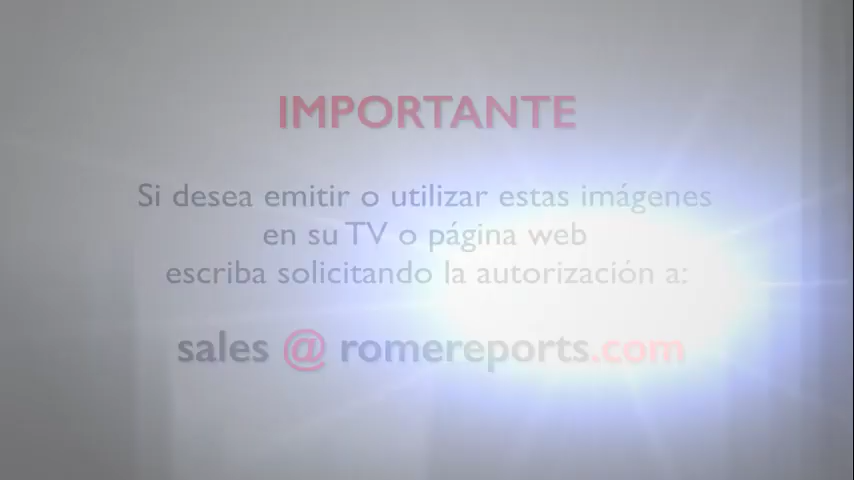 IMPORTANTE
Si desea emitir o utilizar estas imágenes
en su TV o página web
escriba solicitando la autorización a:
sales @ romereports.com